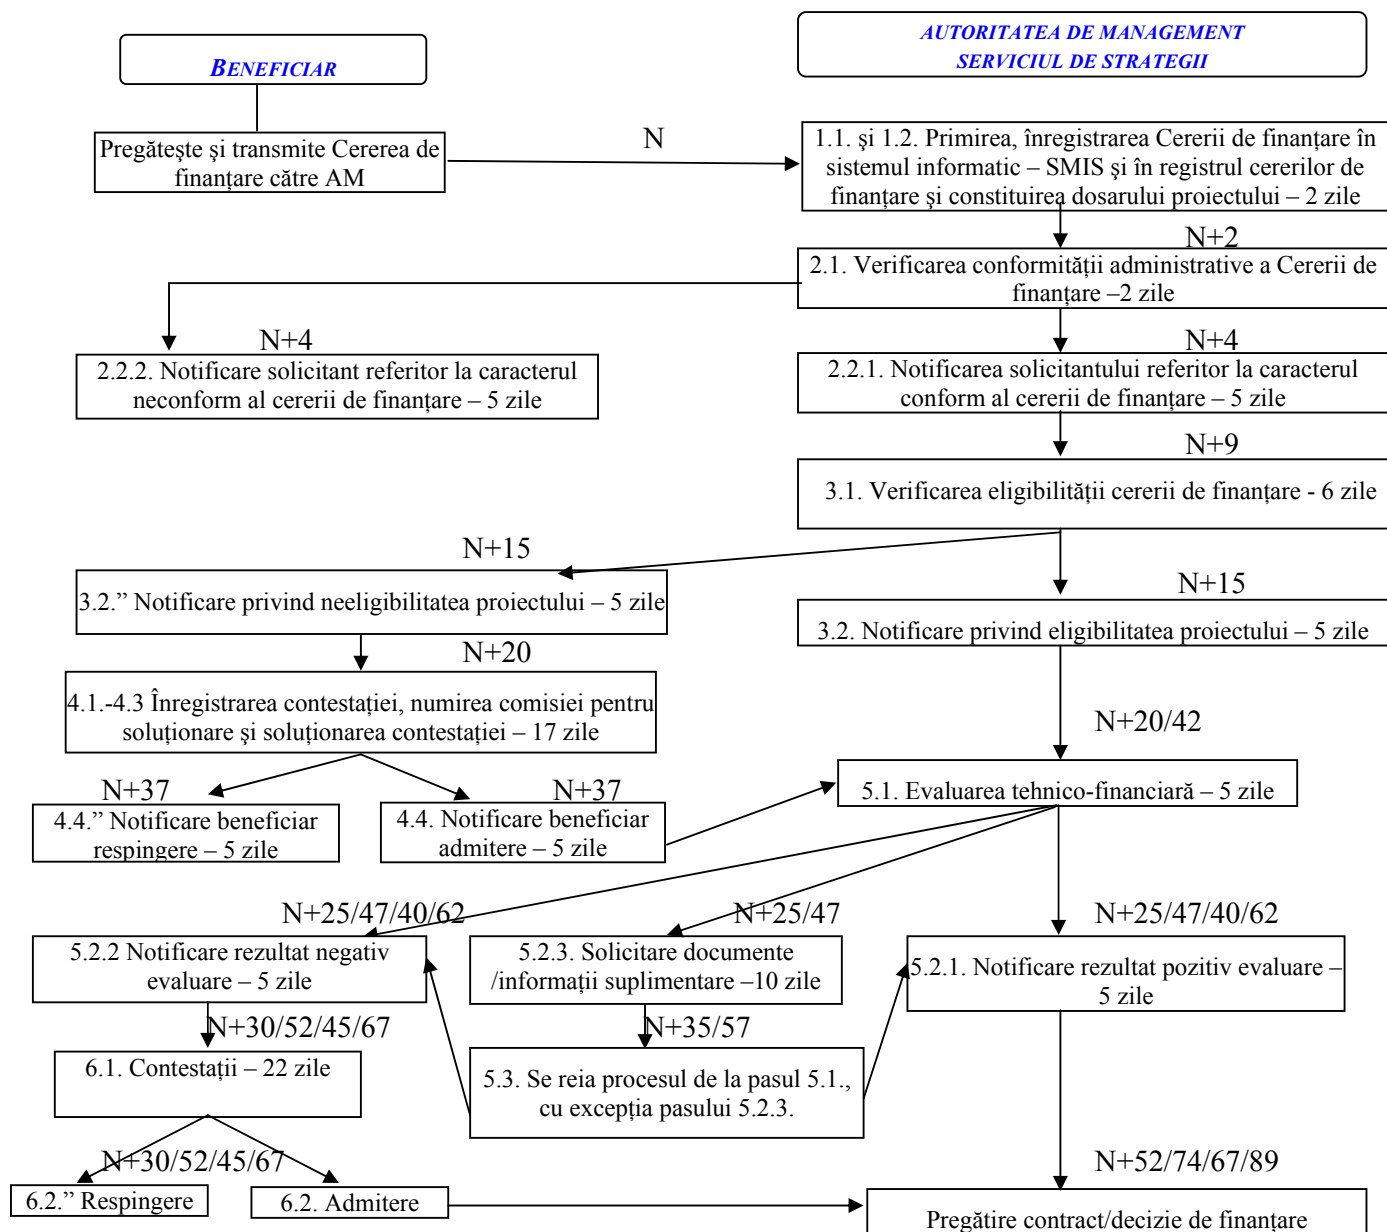 AUTORITATEA DE MANAGEMENT
SERVICIUL DE STRATEGII
BENEFICIAR
Pregăteşte şi transmite Cererea de
finanțare către AM
N
1.1. şi 1.2. Primirea, înregistrarea Cererii de finanțare în
sistemul informatic – SMIS şi în registrul cererilor de
finanțare şi constituirea dosarului proiectului – 2 zile
N+2
2.1. Verificarea conformității administrative a Cererii de
finanțare –2 zile
N+4
N+4
2.2.2. Notificare solicitant referitor la caracterul
neconform al cererii de finanțare – 5 zile
2.2.1. Notificarea solicitantului referitor la caracterul
conform al cererii de finanțare – 5 zile
N+9
3.1. Verificarea eligibilității cererii de finanțare - 6 zile
N+15
N+15
3.2.” Notificare privind neeligibilitatea proiectului – 5 zile
3.2. Notificare privind eligibilitatea proiectului – 5 zile
N+20
4.1.-4.3 Înregistrarea contestației, numirea comisiei pentru
soluționare şi soluționarea contestației – 17 zile
N+20/42
N+37
N+37
5.1. Evaluarea tehnico-financiară – 5 zile
4.4.” Notificare beneficiar
respingere – 5 zile
4.4. Notificare beneficiar
admitere – 5 zile
N+25/47/40/62
N+25/47
N+25/47/40/62
5.2.2 Notificare rezultat negativ
evaluare – 5 zile
5.2.3. Solicitare documente
/informații suplimentare –10 zile
5.2.1. Notificare rezultat pozitiv evaluare –
5 zile
N+30/52/45/67
N+35/57
6.1. Contestații – 22 zile
5.3. Se reia procesul de la pasul 5.1.,
cu excepția pasului 5.2.3.
N+30/52/45/67
N+52/74/67/89
6.2.” Respingere
6.2. Admitere
Pregătire contract/decizie de finanțare